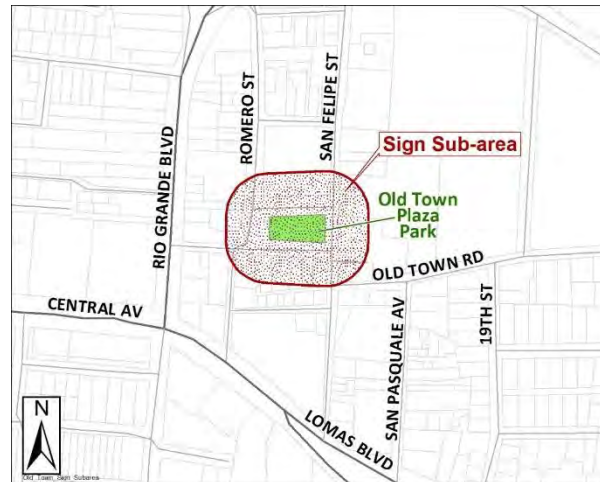 RIO GRANDE BLVD
ROMERO ST
SAN FELIPE ST
Sign Sub-area
Old Town
Plaza
Park
OLD TOWN RD
CENTRAL AV
SAN PASQUALE AV
19TH ST
LOMAS BLVD
N
Old_Town_Sign_Subarea